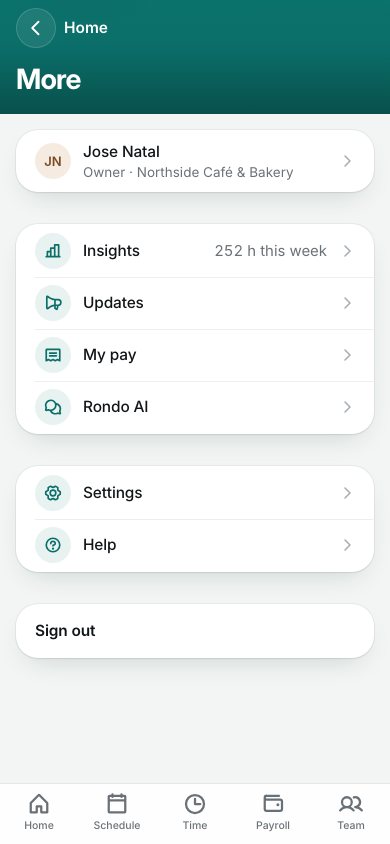 Home
More
JN
Jose Natal
Owner · Northside Café & Bakery
Insights 252 h this week
Updates
My pay
Rondo AI
Settings
Help
Sign out
Home Schedule Time Payroll Team